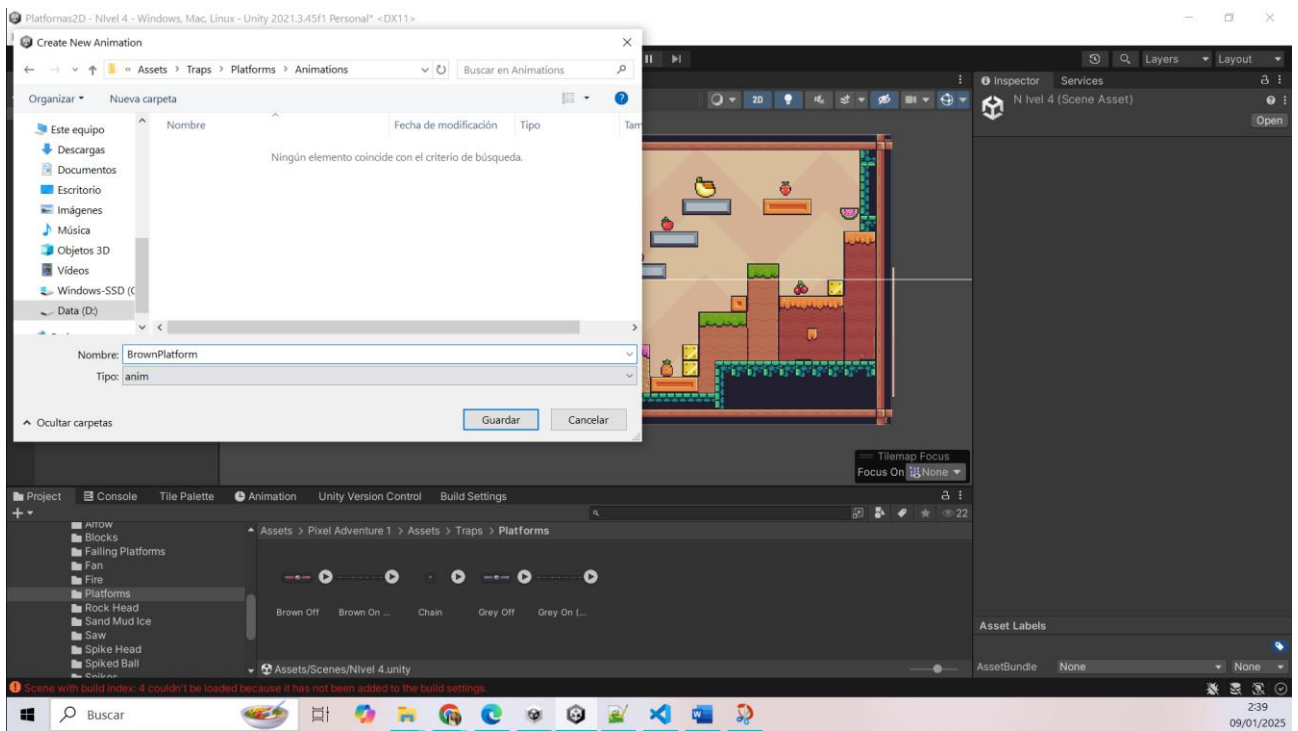 Platfornas2D - NIvel 4 - Windows, Mac, Linux - Unity 2021.3.45f1 Personal* <DX11>
Create New Animation
« Assets > Traps > Platforms > Animations
Buscar en Animations
Organizar
Nueva carpeta
Este equipo
Descargas
Documentos
Escritorio
Imágenes
Música
Objetos 3D
Vídeos
Windows-SSD (C
Data (D:)
Nombre
Fecha de modificación
Tipo
Tam
Ningún elemento coincide con el criterio de búsqueda.
Nombre: BrownPlatform
Tipo: anim
Ocultar carpetas
Guardar
Cancelar
Layers
Layout
2D
Inspector
Services
N Ivel 4 (Scene Asset)
Open
Tilemap Focus
Focus On None
Project
Console
Tile Palette
Animation
Unity Version Control
Build Settings
22
Arrow
Blocks
Falling Platforms
Fan
Fire
Platforms
Rock Head
Sand Mud Ice
Saw
Spike Head
Spiked Ball
Spikes
Assets > Pixel Adventure 1 > Assets > Traps > Platforms
Brown Off
Brown On ...
Chain
Grey Off
Grey On (...
Assets/Scenes/NIvel 4.unity
Asset Labels
AssetBundle
None
None
Scene with build index: 4 couldn't be loaded because it has not been added to the build settings.
Buscar
2:39
09/01/2025